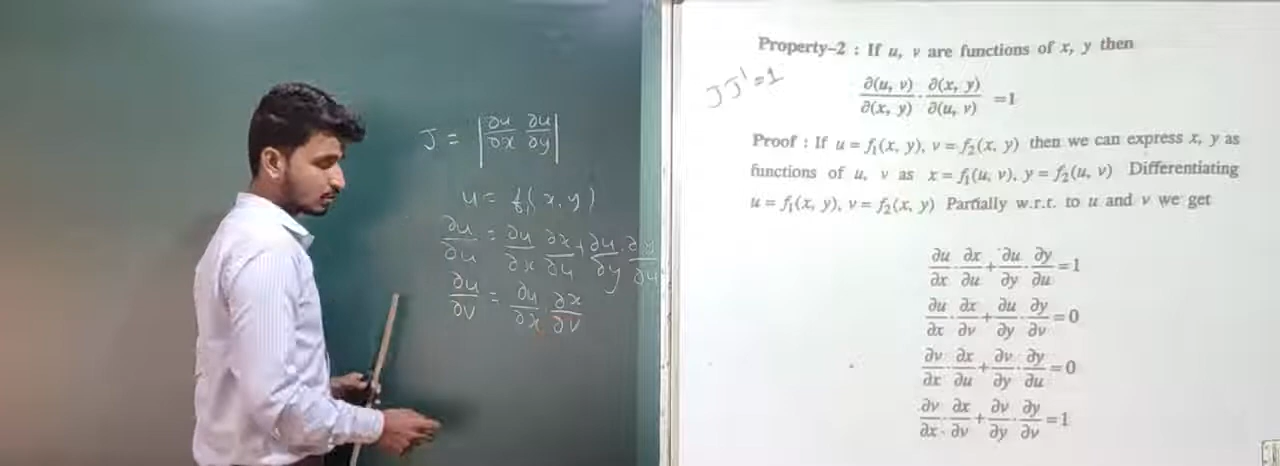 J = | ∂u/∂x ∂u/∂y |
u = f₁(x, y)
∂u/∂u = ∂u/∂x ∂x/∂u + ∂u/∂y · ∂y/∂u
∂u/∂v = ∂u/∂x ∂x/∂v
Property–2 : If u, v are functions of x, y then
JJ' = 1
∂(u, v)/∂(x, y) · ∂(x, y)/∂(u, v) = 1
Proof : If u = f₁(x, y), v = f₂(x, y) then we can express x, y as
functions of u, v as x = f₁(u, v), y = f₂(u, v) Differentiating
u = f₁(x, y), v = f₂(x, y) Partially w.r.t. to u and v we get
∂u/∂x · ∂x/∂u + ∂u/∂y · ∂y/∂u = 1
∂u/∂x · ∂x/∂v + ∂u/∂y · ∂y/∂v = 0
∂v/∂x · ∂x/∂u + ∂v/∂y · ∂y/∂u = 0
∂v/∂x · ∂x/∂v + ∂v/∂y · ∂y/∂v = 1